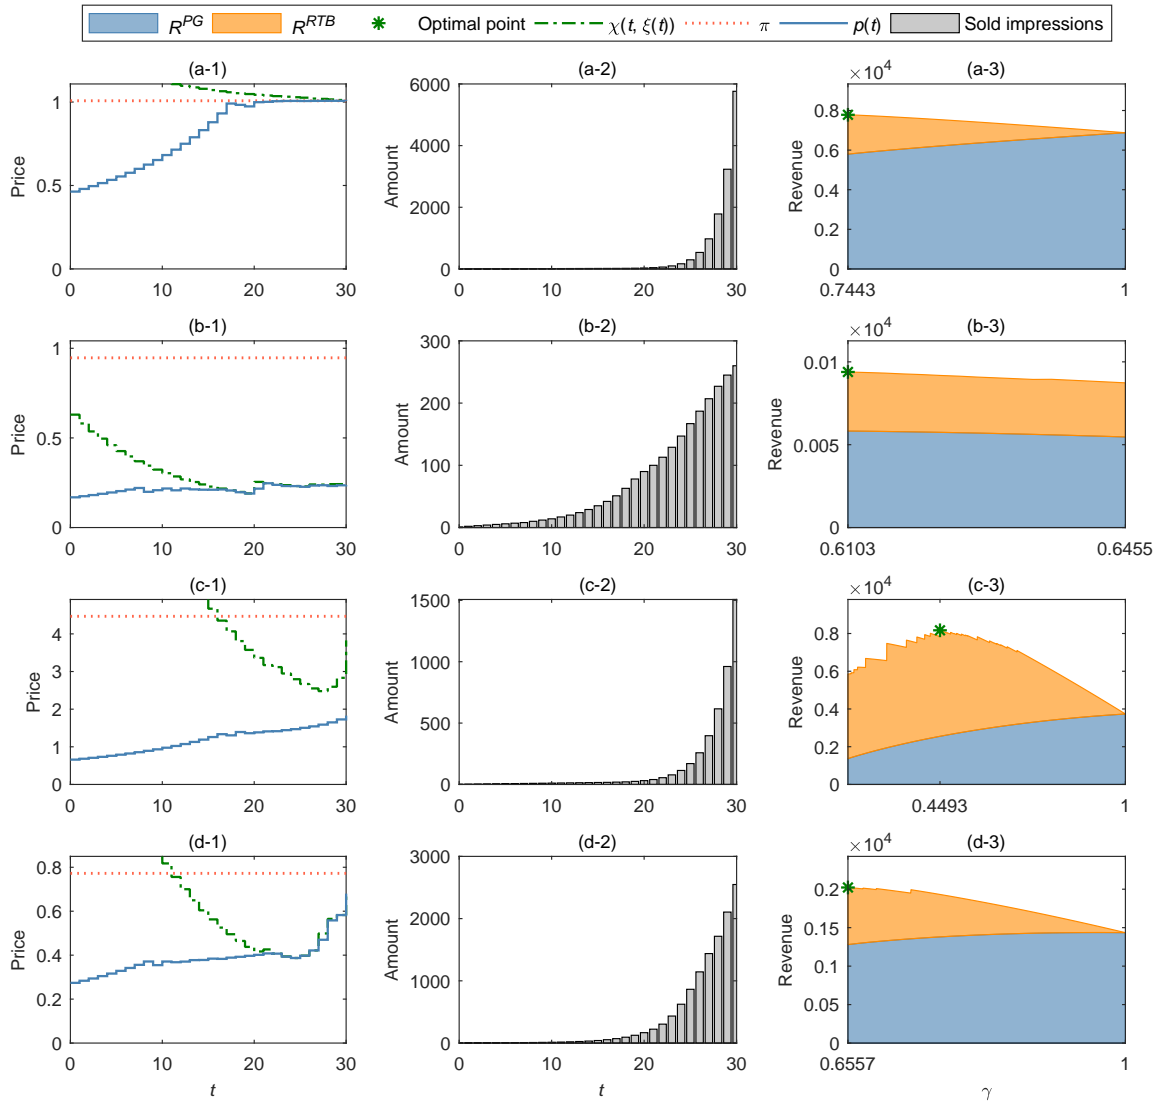 R^PG R^RTB Optimal point χ(t, ξ(t)) π p(t) Sold impressions
(a-1) (a-2) (a-3)
×10^4
Price
1
0.5
0
0 10 20 30
Amount
6000
4000
2000
0
0 10 20 30
Revenue
0.8
0.6
0.4
0.2
0
0.7443 1
(b-1) (b-2) (b-3)
×10^4
Price
1
0.5
0
0 10 20 30
Amount
300
200
100
0
0 10 20 30
Revenue
0.01
0.005
0
0.6103 0.6455
(c-1) (c-2) (c-3)
×10^4
Price
4
3
2
1
0
0 10 20 30
Amount
1500
1000
500
0
0 10 20 30
Revenue
0.8
0.6
0.4
0.2
0
0.4493 1
(d-1) (d-2) (d-3)
×10^4
Price
0.8
0.6
0.4
0.2
0
0 10 20 30
t
Amount
3000
2000
1000
0
0 10 20 30
t
Revenue
0.2
0.15
0.1
0.05
0
0.6557 1
γ